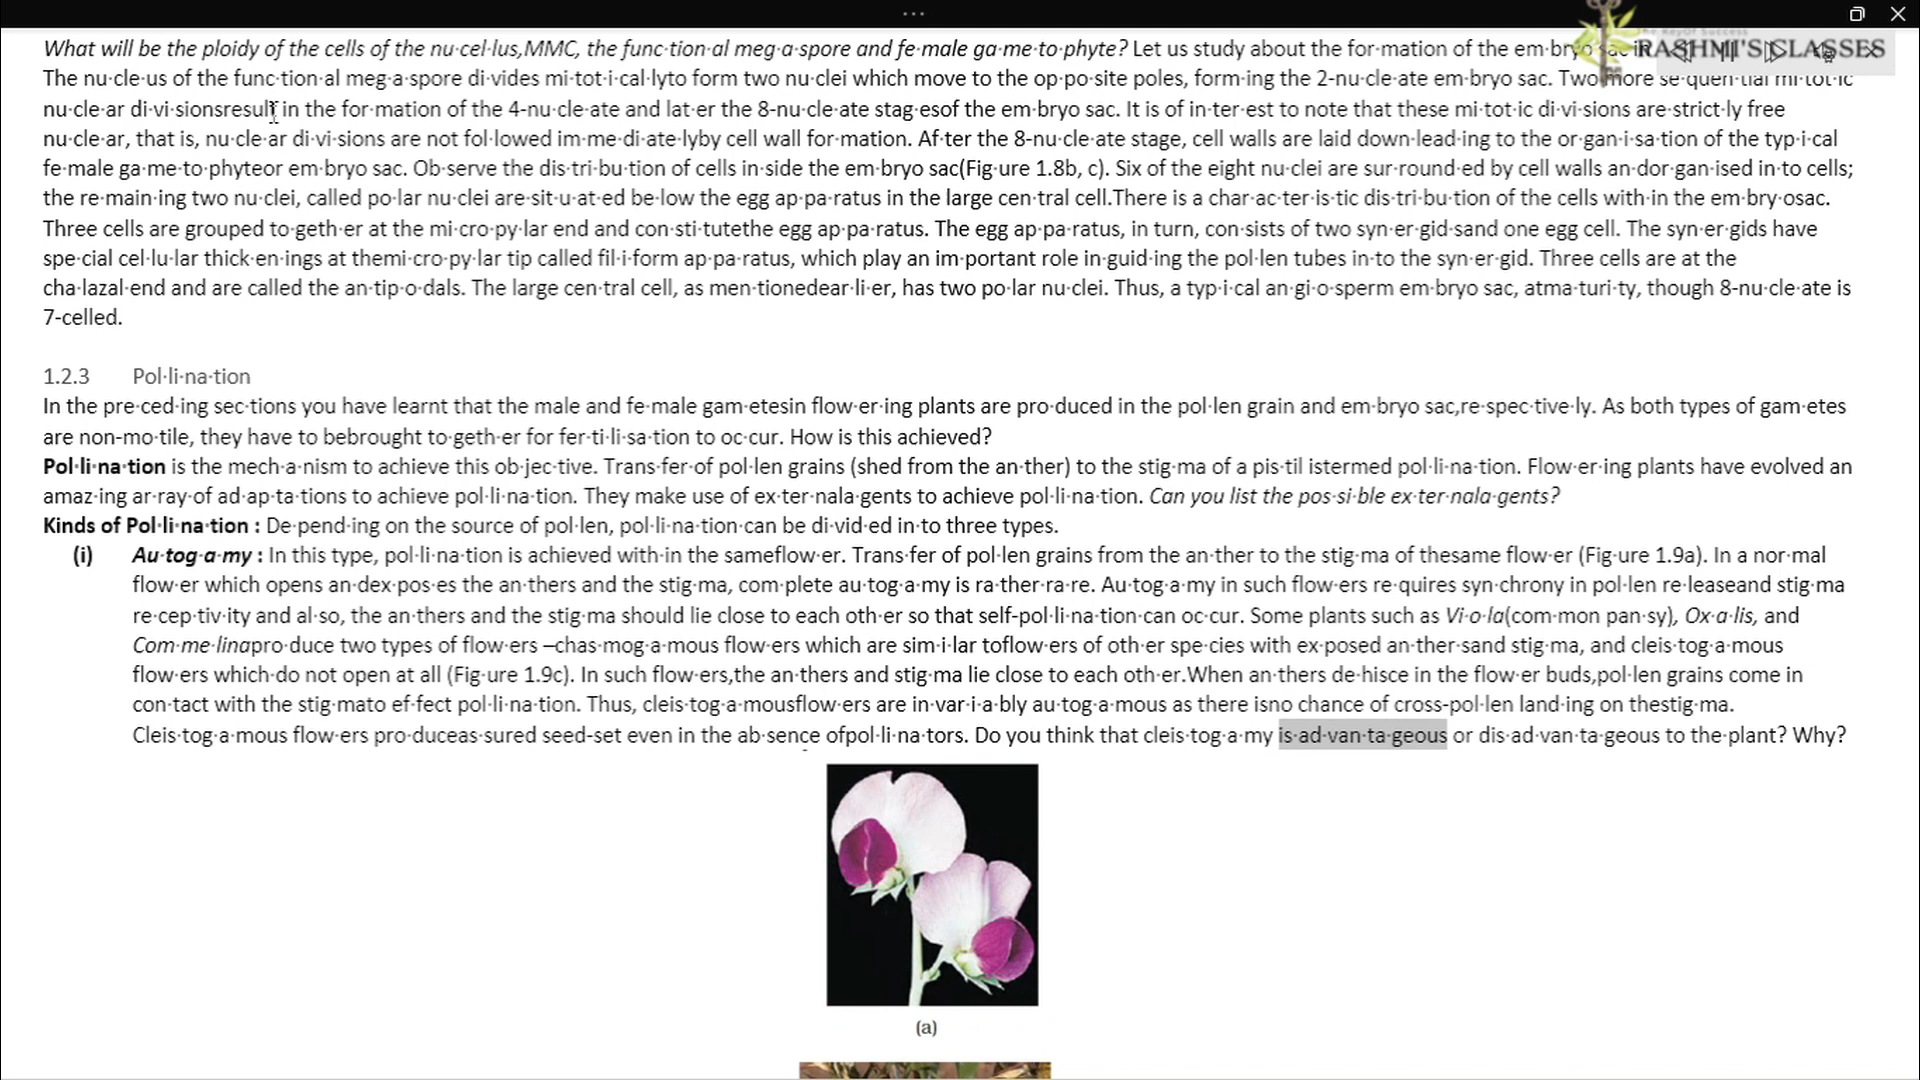 What will be the ploidy of the cells of the nu·cel·lus,MMC, the func·tion·al meg·a·spore and fe·male ga·me·to·phyte? Let us study about the for·mation of the em·bryo sac in
RASHMI'S CLASSES
The nu·cle·us of the func·tion·al meg·a·spore di·vides mi·tot·i·cal·lyto form two nu·clei which move to the op·po·site poles, form·ing the 2-nu·cle·ate em·bryo sac. Two more se·quen·tial mi·tot·ic
nu·cle·ar di·vi·sionsresult in the for·mation of the 4-nu·cle·ate and lat·er the 8-nu·cle·ate stag·esof the em·bryo sac. It is of in·ter·est to note that these mi·tot·ic di·vi·sions are·strict·ly free
nu·cle·ar, that is, nu·cle·ar di·vi·sions are not fol·lowed im·me·di·ate·lyby cell wall for·mation. Af·ter the 8-nu·cle·ate stage, cell walls are laid down·lead·ing to the or·gan·i·sa·tion of the typ·i·cal
fe·male ga·me·to·phyteor em·bryo sac. Ob·serve the dis·tri·bu·tion of cells in·side the em·bryo sac(Fig·ure 1.8b, c). Six of the eight nu·clei are sur·round·ed by cell walls an·dor·gan·ised in·to cells;
the re·main·ing two nu·clei, called po·lar nu·clei are·sit·u·at·ed be·low the egg ap·pa·ratus in the large cen·tral cell.There is a char·ac·ter·is·tic dis·tri·bu·tion of the cells with·in the em·bry·osac.
Three cells are grouped to·geth·er at the mi·cro·py·lar end and con·sti·tutethe egg ap·pa·ratus. The egg ap·pa·ratus, in turn, con·sists of two syn·er·gid·sand one egg cell. The syn·er·gids have
spe·cial cel·lu·lar thick·en·ings at themi·cro·py·lar tip called fil·i·form ap·pa·ratus, which play an im·portant role in·guid·ing the pol·len tubes in·to the syn·er·gid. Three cells are at the
cha·lazal·end and are called the an·tip·o·dals. The large cen·tral cell, as men·tionedear·li·er, has two po·lar nu·clei. Thus, a typ·i·cal an·gi·o·sperm em·bryo sac, atma·turi·ty, though 8-nu·cle·ate is
7-celled.
1.2.3 Pol·li·na·tion
In the pre·ced·ing sec·tions you have learnt that the male and fe·male gam·etesin flow·er·ing plants are pro·duced in the pol·len grain and em·bryo sac,re·spec·tive·ly. As both types of gam·etes
are non-mo·tile, they have to bebrought to·geth·er for fer·ti·li·sa·tion to oc·cur. How is this achieved?
Pol·li·na·tion is the mech·a·nism to achieve this ob·jec·tive. Trans·fer·of pol·len grains (shed from the an·ther) to the stig·ma of a pis·til istermed pol·li·na·tion. Flow·er·ing plants have evolved an
amaz·ing ar·ray·of ad·ap·ta·tions to achieve pol·li·na·tion. They make use of ex·ter·nala·gents to achieve pol·li·na·tion. Can you list the pos·si·ble ex·ter·nala·gents?
Kinds of Pol·li·na·tion : De·pend·ing on the source of pol·len, pol·li·na·tion·can be di·vid·ed in·to three types.
(i) Au·tog·a·my : In this type, pol·li·na·tion is achieved with·in the sameflow·er. Trans·fer of pol·len grains from the an·ther to the stig·ma of thesame flow·er (Fig·ure 1.9a). In a nor·mal
flow·er which opens an·dex·pos·es the an·thers and the stig·ma, com·plete au·tog·a·my is ra·ther·ra·re. Au·tog·a·my in such flow·ers re·quires syn·chrony in pol·len re·leaseand stig·ma
re·cep·tiv·ity and al·so, the an·thers and the stig·ma should lie close to each oth·er so that self-pol·li·na·tion·can oc·cur. Some plants such as Vi·o·la(com·mon pan·sy), Ox·a·lis, and
Com·me·linapro·duce two types of flow·ers –chas·mog·a·mous flow·ers which are sim·i·lar toflow·ers of oth·er spe·cies with ex·posed an·ther·sand stig·ma, and cleis·tog·a·mous
flow·ers which·do not open at all (Fig·ure 1.9c). In such flow·ers,the an·thers and stig·ma lie close to each oth·er.When an·thers de·hisce in the flow·er buds,pol·len grains come in
con·tact with the stig·mato ef·fect pol·li·na·tion. Thus, cleis·tog·a·mousflow·ers are in·var·i·a·bly au·tog·a·mous as there isno chance of cross-pol·len land·ing on thestig·ma.
Cleis·tog·a·mous flow·ers pro·duceas·sured seed-set even in the ab·sence ofpol·li·na·tors. Do you think that cleis·tog·a·my is·ad·van·ta·geous or dis·ad·van·ta·geous to the·plant? Why?
(a)